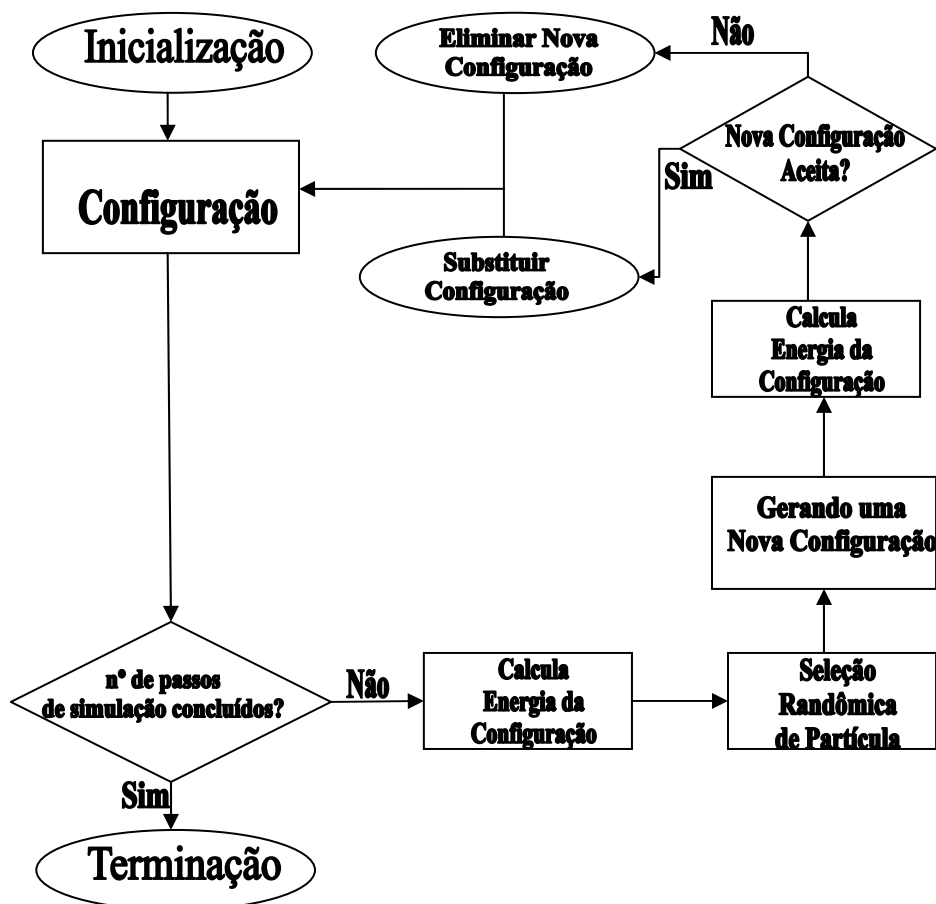 Inicialização
Eliminar Nova
Configuração
Não
Nova Configuração
Aceita?
Sim
Configuração
Substituir
Configuração
Calcula
Energia da
Configuração
Gerando uma
Nova Configuração
nº de passos
de simulação concluídos?
Não
Calcula
Energia da
Configuração
Seleção
Randômica
de Partícula
Sim
Terminação